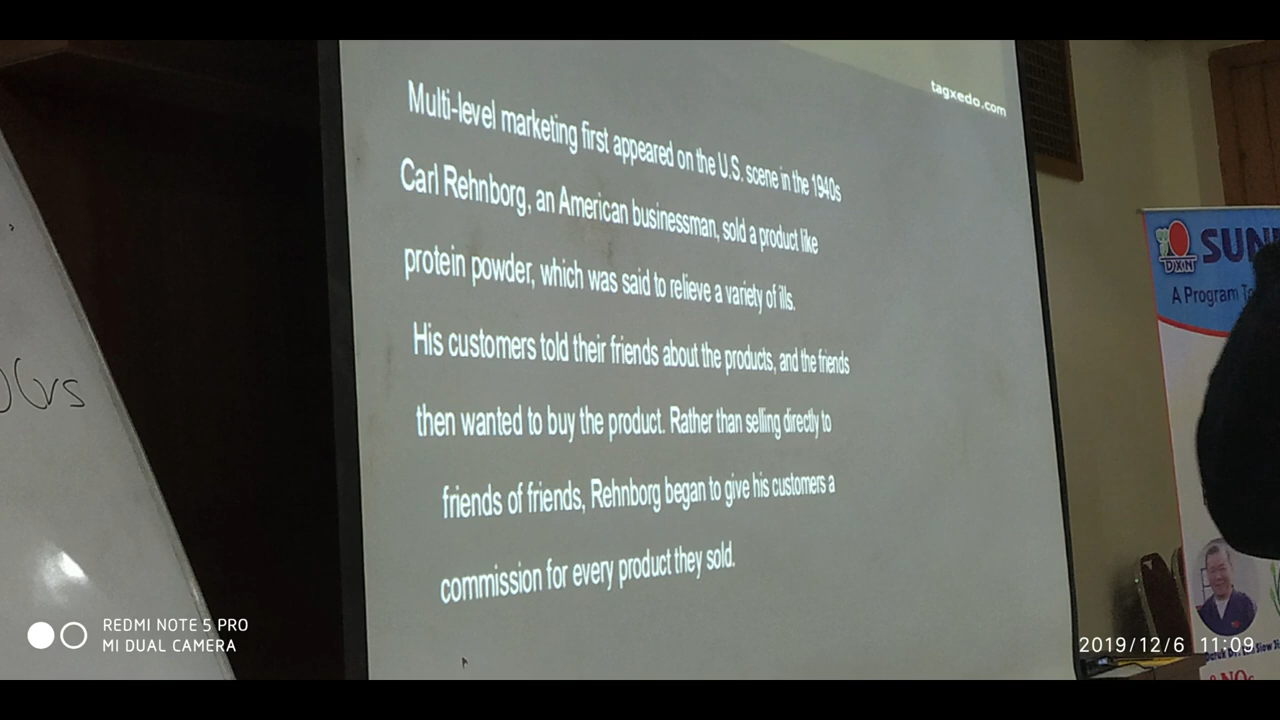 tagxedo.com
Multi-level marketing first appeared on the U.S. scene in the 1940s
Carl Rehnborg, an American businessman, sold a product like
protein powder, which was said to relieve a variety of ills.
His customers told their friends about the products, and the friends
then wanted to buy the product. Rather than selling directly to
friends of friends, Rehnborg began to give his customers a
commission for every product they sold.
DXN
SUN
A Program
REDMI NOTE 5 PRO
MI DUAL CAMERA
2019/12/6 11:09